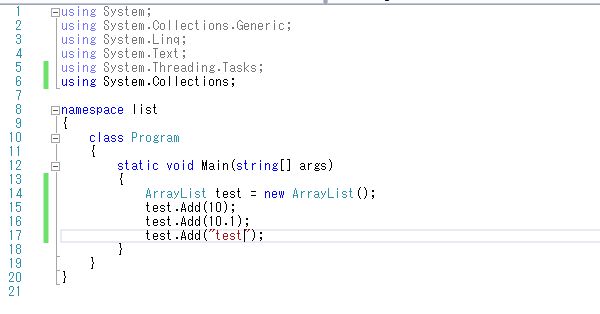 1 using System;
2 using System.Collections.Generic;
3 using System.Linq;
4 using System.Text;
5 using System.Threading.Tasks;
6 using System.Collections;
7
8 namespace list
9 {
10 class Program
11 {
12 static void Main(string[] args)
13 {
14 ArrayList test = new ArrayList();
15 test.Add(10);
16 test.Add(10.1);
17 test.Add("test");
18 }
19 }
20 }
21